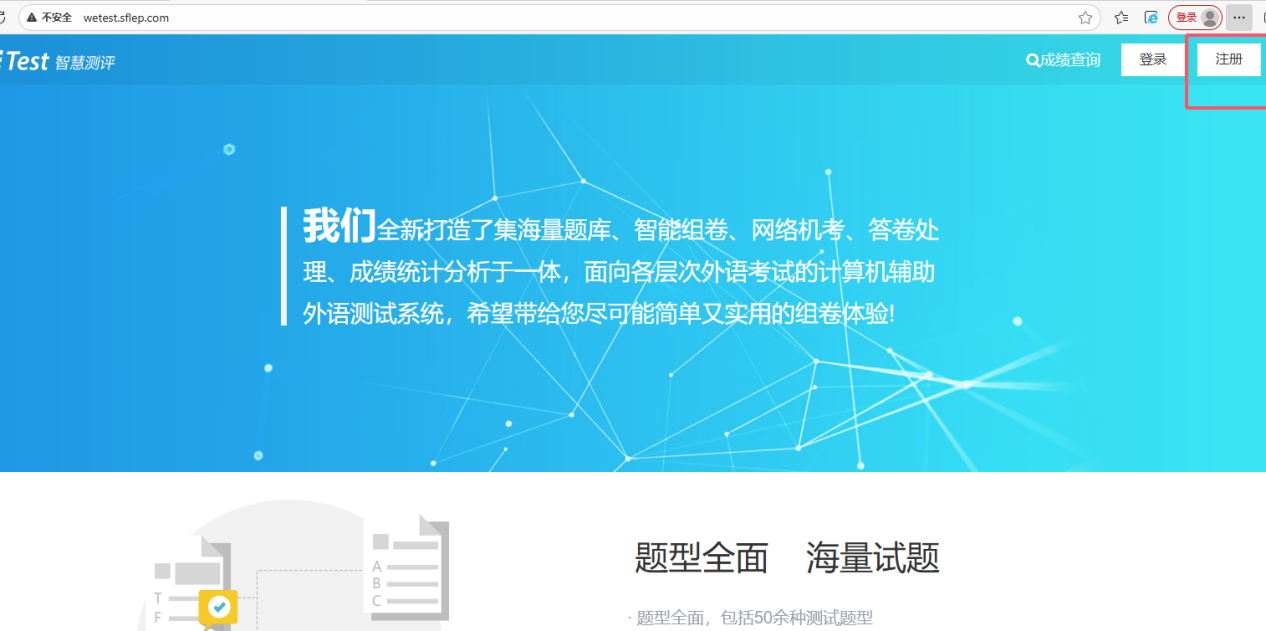 不安全 wetest.sflep.com
登录
Test 智慧测评
成绩查询
登录
注册
我们全新打造了集海量题库、智能组卷、网络机考、答卷处
理、成绩统计分析于一体，面向各层次外语考试的计算机辅助
外语测试系统，希望带给您尽可能简单又实用的组卷体验!
T
F
A
B
C
题型全面 海量试题
· 题型全面，包括50余种测试题型